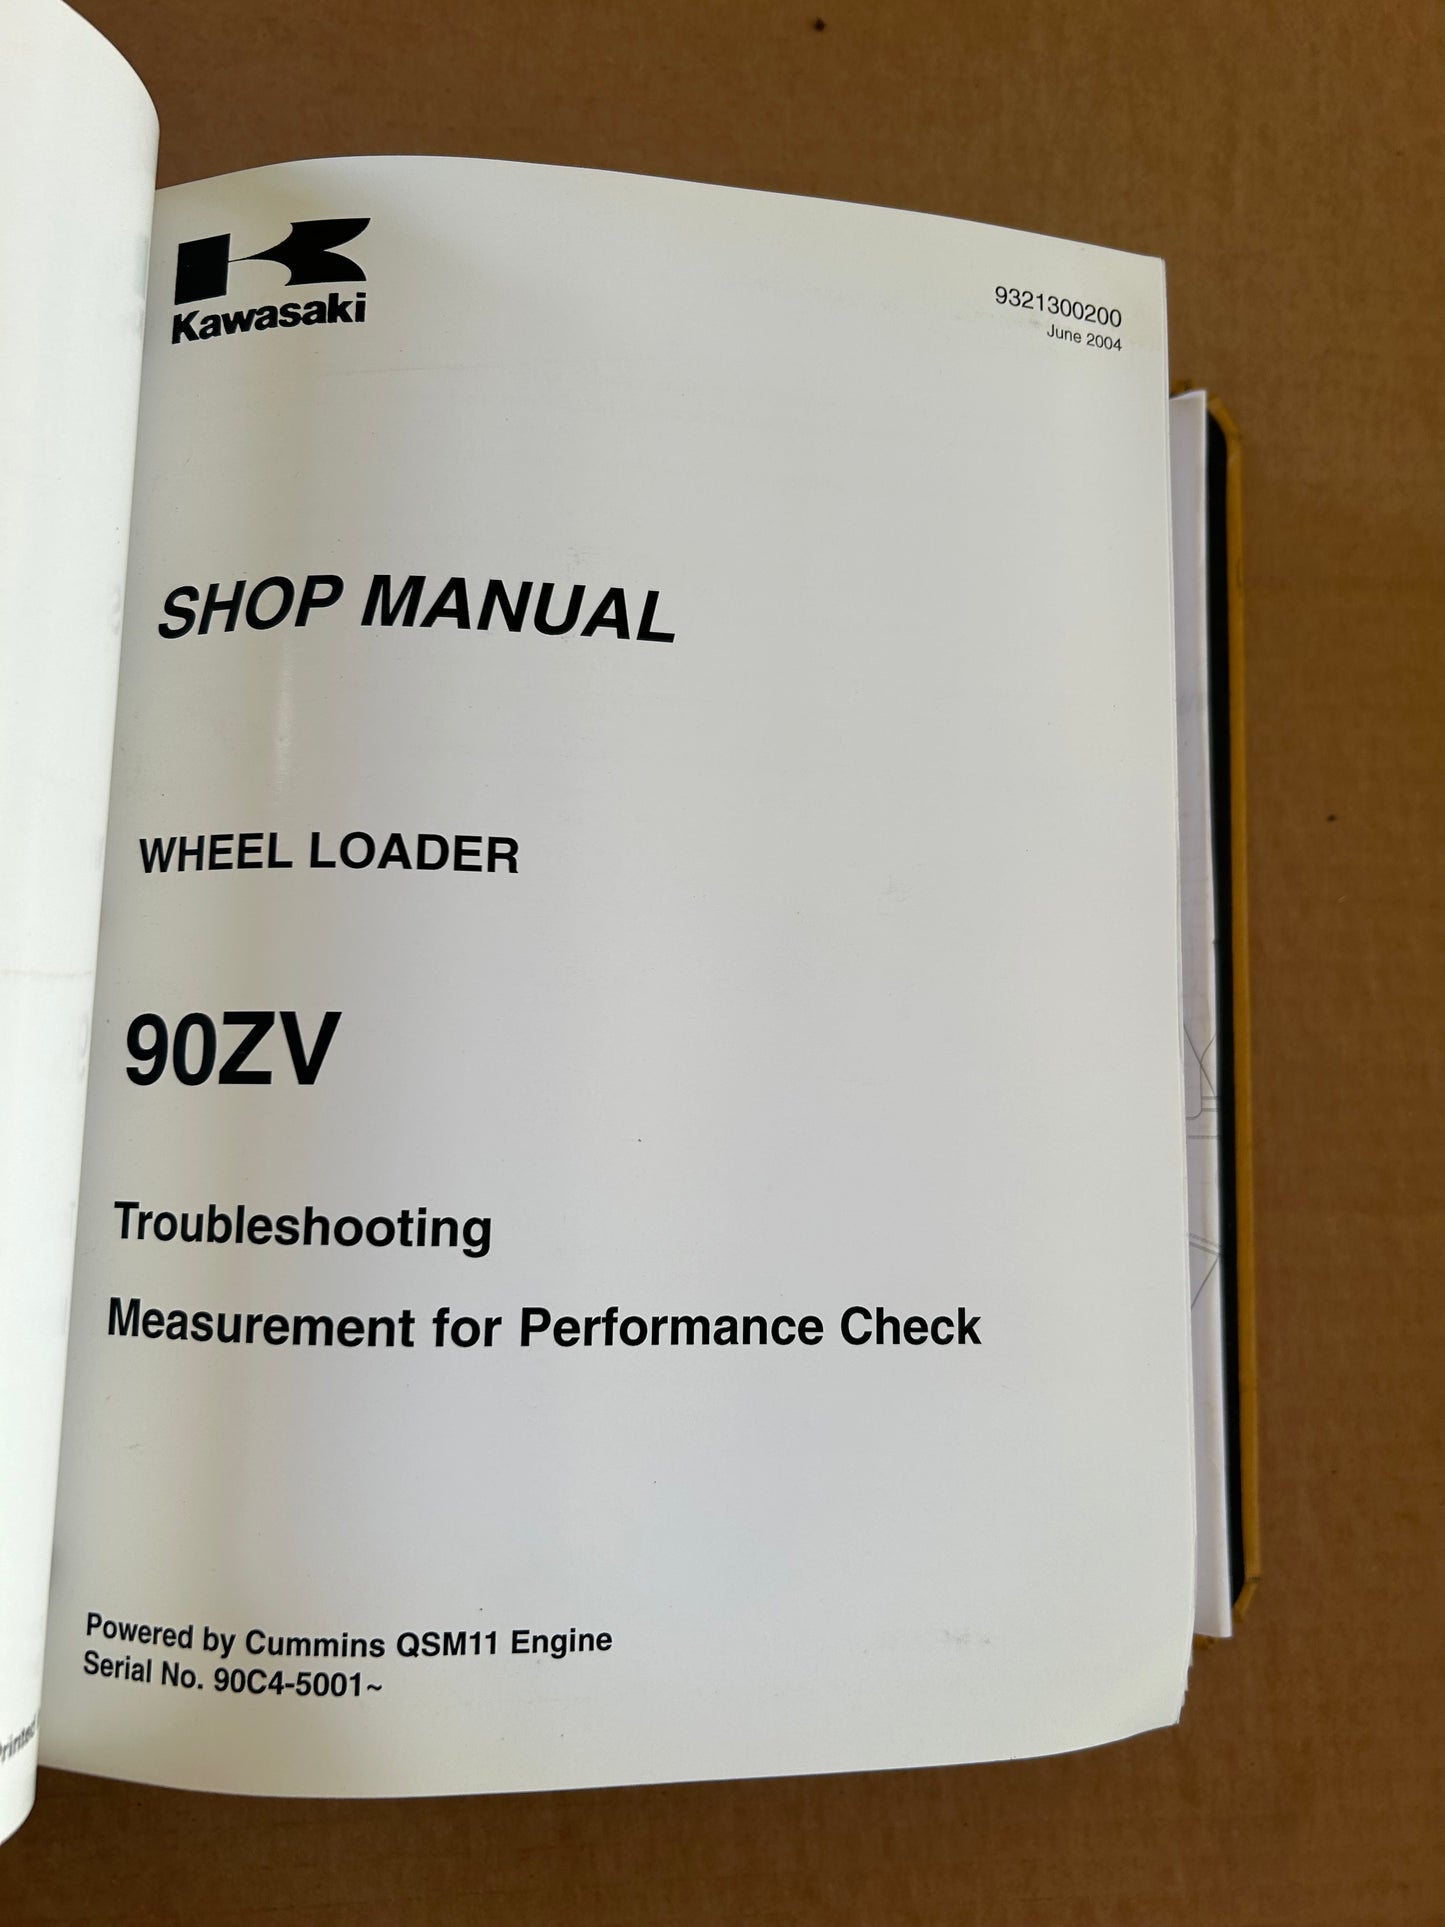 Kawasaki
9321300200
June 2004
SHOP MANUAL
WHEEL LOADER
90ZV
Troubleshooting
Measurement for Performance Check
Powered by Cummins QSM11 Engine
Serial No. 90C4-5001~